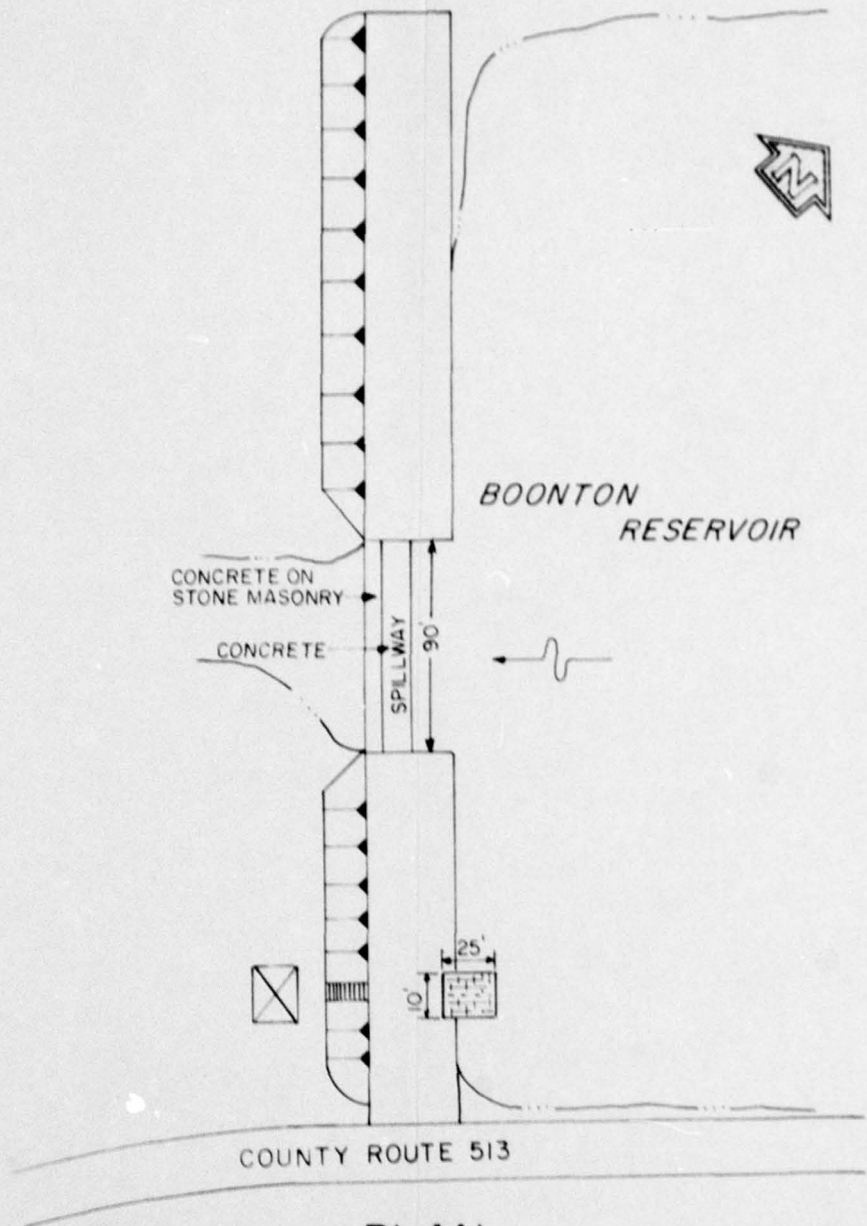 N
BOONTON
RESERVOIR
CONCRETE ON
STONE MASONRY
CONCRETE
SPILLWAY
90'
25'
10'
COUNTY ROUTE 513